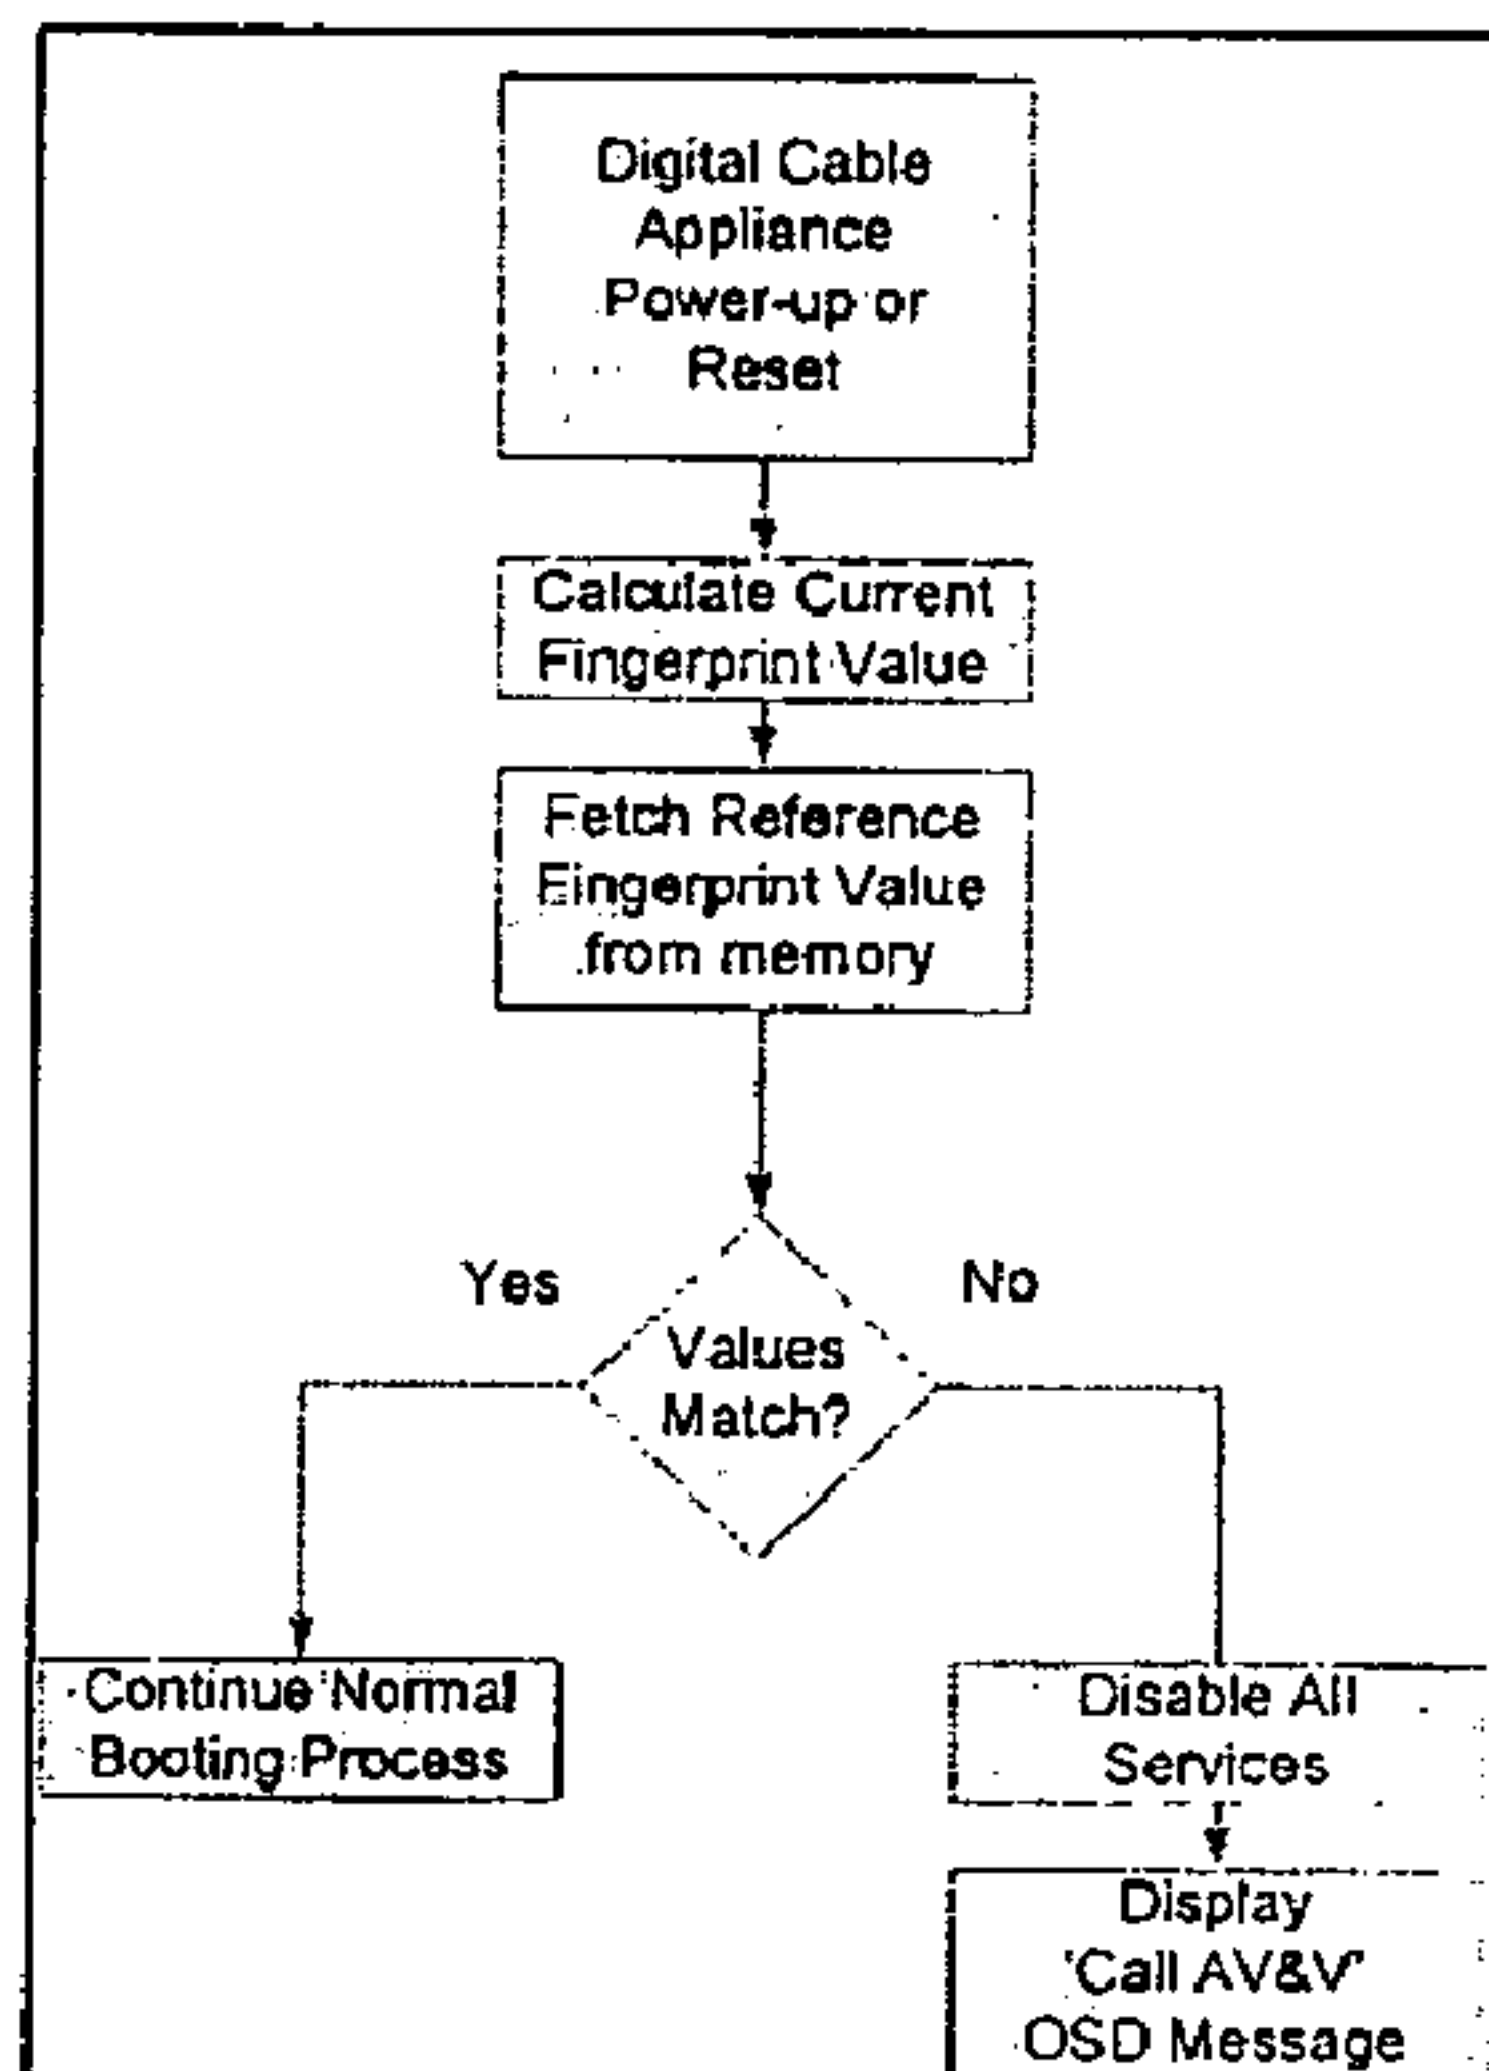 Digital Cable
Appliance
Power-up or
Reset
Calculate Current
Fingerprint Value
Fetch Reference
Fingerprint Value
from memory
Yes
No
Values
Match?
Continue Normal
Booting Process
Disable All
Services
Display
'Call AV&V'
OSD Message